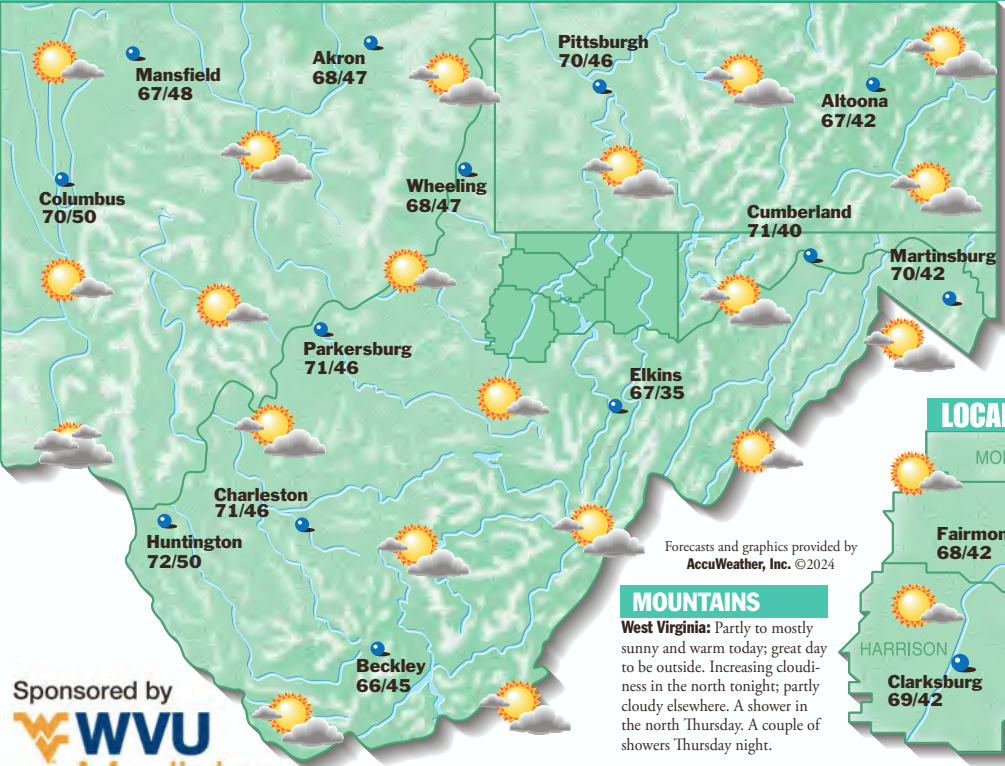 Mansfield
67/48
Akron
68/47
Pittsburgh
70/46
Altoona
67/42
Columbus
70/50
Wheeling
68/47
Cumberland
71/40
Martinsburg
70/42
Parkersburg
71/46
Elkins
67/35
Charleston
71/46
Huntington
72/50
Beckley
66/45
Forecasts and graphics provided by
AccuWeather, Inc. ©2024
MOUNTAINS
West Virginia: Partly to mostly
sunny and warm today; great day
to be outside. Increasing cloudi-
ness in the north tonight; partly
cloudy elsewhere. A shower in
the north Thursday. A couple of
showers Thursday night.
LOCA
MO
Fairmon
68/42
HARRISON
Clarksburg
69/42
Sponsored by
WVU